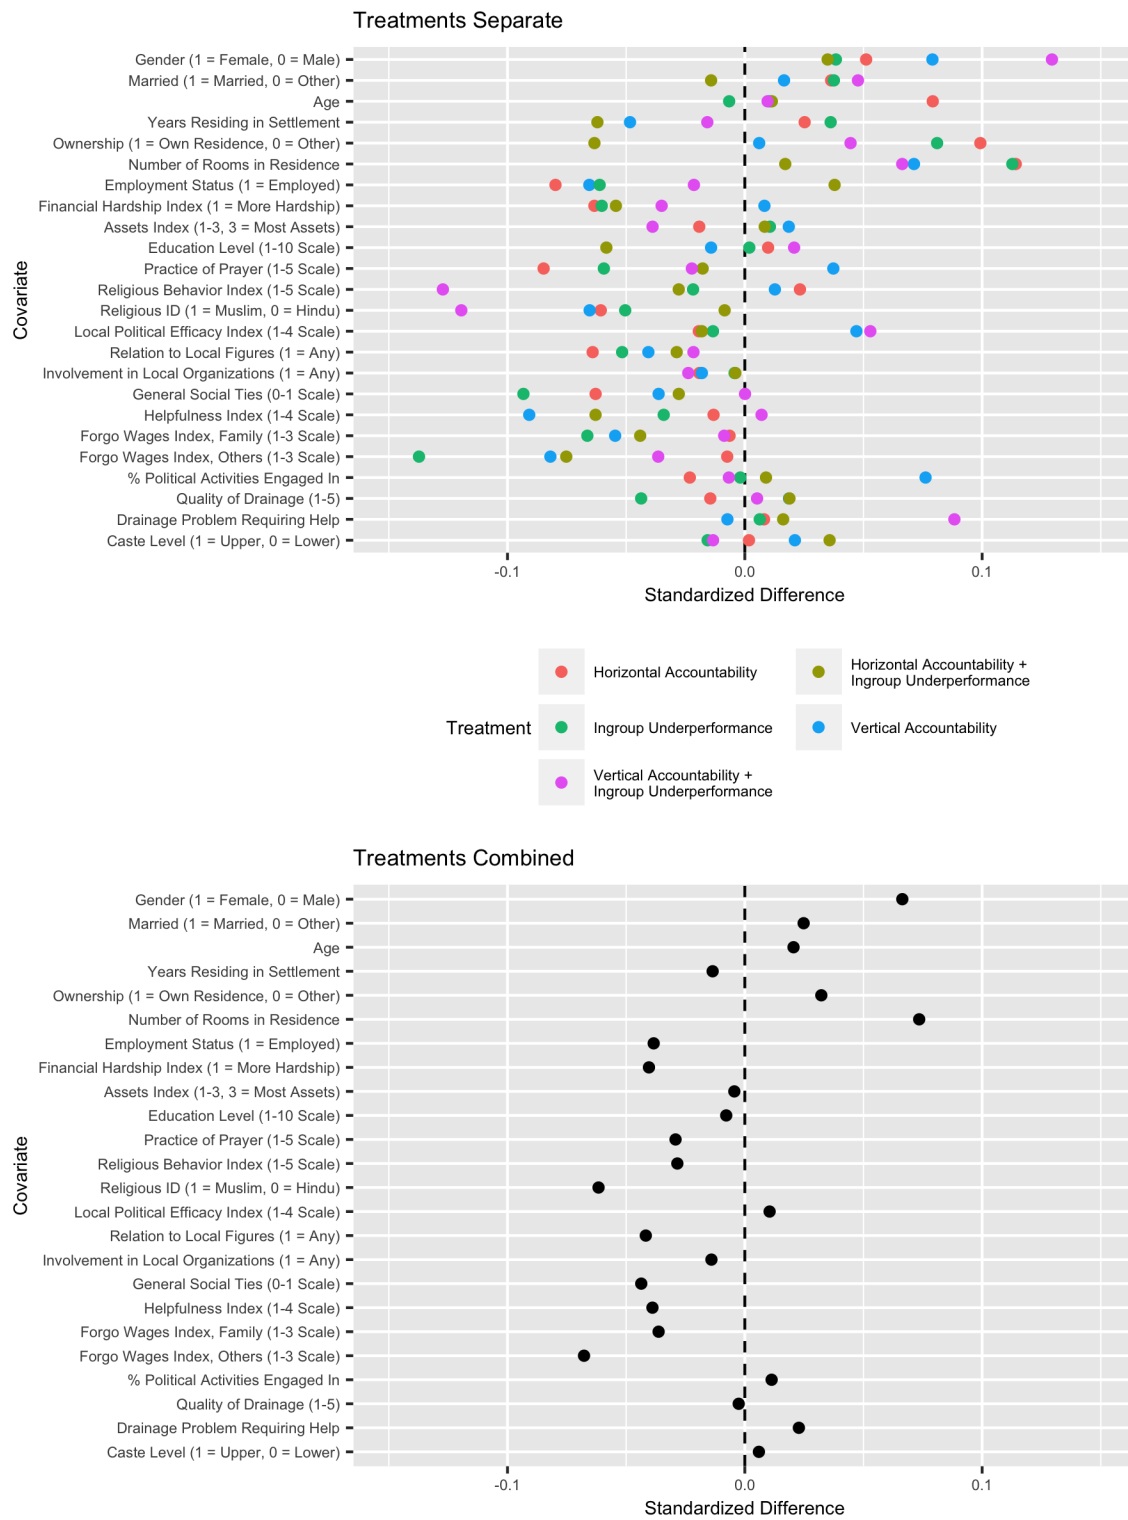 Treatments Separate
Gender (1 = Female, 0 = Male)
Married (1 = Married, 0 = Other)
Age
Years Residing in Settlement
Ownership (1 = Own Residence, 0 = Other)
Number of Rooms in Residence
Employment Status (1 = Employed)
Financial Hardship Index (1 = More Hardship)
Assets Index (1-3, 3 = Most Assets)
Education Level (1-10 Scale)
Practice of Prayer (1-5 Scale)
Religious Behavior Index (1-5 Scale)
Religious ID (1 = Muslim, 0 = Hindu)
Local Political Efficacy Index (1-4 Scale)
Relation to Local Figures (1 = Any)
Involvement in Local Organizations (1 = Any)
General Social Ties (0-1 Scale)
Helpfulness Index (1-4 Scale)
Forgo Wages Index, Family (1-3 Scale)
Forgo Wages Index, Others (1-3 Scale)
% Political Activities Engaged In
Quality of Drainage (1-5)
Drainage Problem Requiring Help
Caste Level (1 = Upper, 0 = Lower)
Covariate
-0.1 0.0 0.1
Standardized Difference
Treatment
Horizontal Accountability
Horizontal Accountability +
Ingroup Underperformance
Ingroup Underperformance
Vertical Accountability
Vertical Accountability +
Ingroup Underperformance
Treatments Combined
Gender (1 = Female, 0 = Male)
Married (1 = Married, 0 = Other)
Age
Years Residing in Settlement
Ownership (1 = Own Residence, 0 = Other)
Number of Rooms in Residence
Employment Status (1 = Employed)
Financial Hardship Index (1 = More Hardship)
Assets Index (1-3, 3 = Most Assets)
Education Level (1-10 Scale)
Practice of Prayer (1-5 Scale)
Religious Behavior Index (1-5 Scale)
Religious ID (1 = Muslim, 0 = Hindu)
Local Political Efficacy Index (1-4 Scale)
Relation to Local Figures (1 = Any)
Involvement in Local Organizations (1 = Any)
General Social Ties (0-1 Scale)
Helpfulness Index (1-4 Scale)
Forgo Wages Index, Family (1-3 Scale)
Forgo Wages Index, Others (1-3 Scale)
% Political Activities Engaged In
Quality of Drainage (1-5)
Drainage Problem Requiring Help
Caste Level (1 = Upper, 0 = Lower)
Covariate
-0.1 0.0 0.1
Standardized Difference